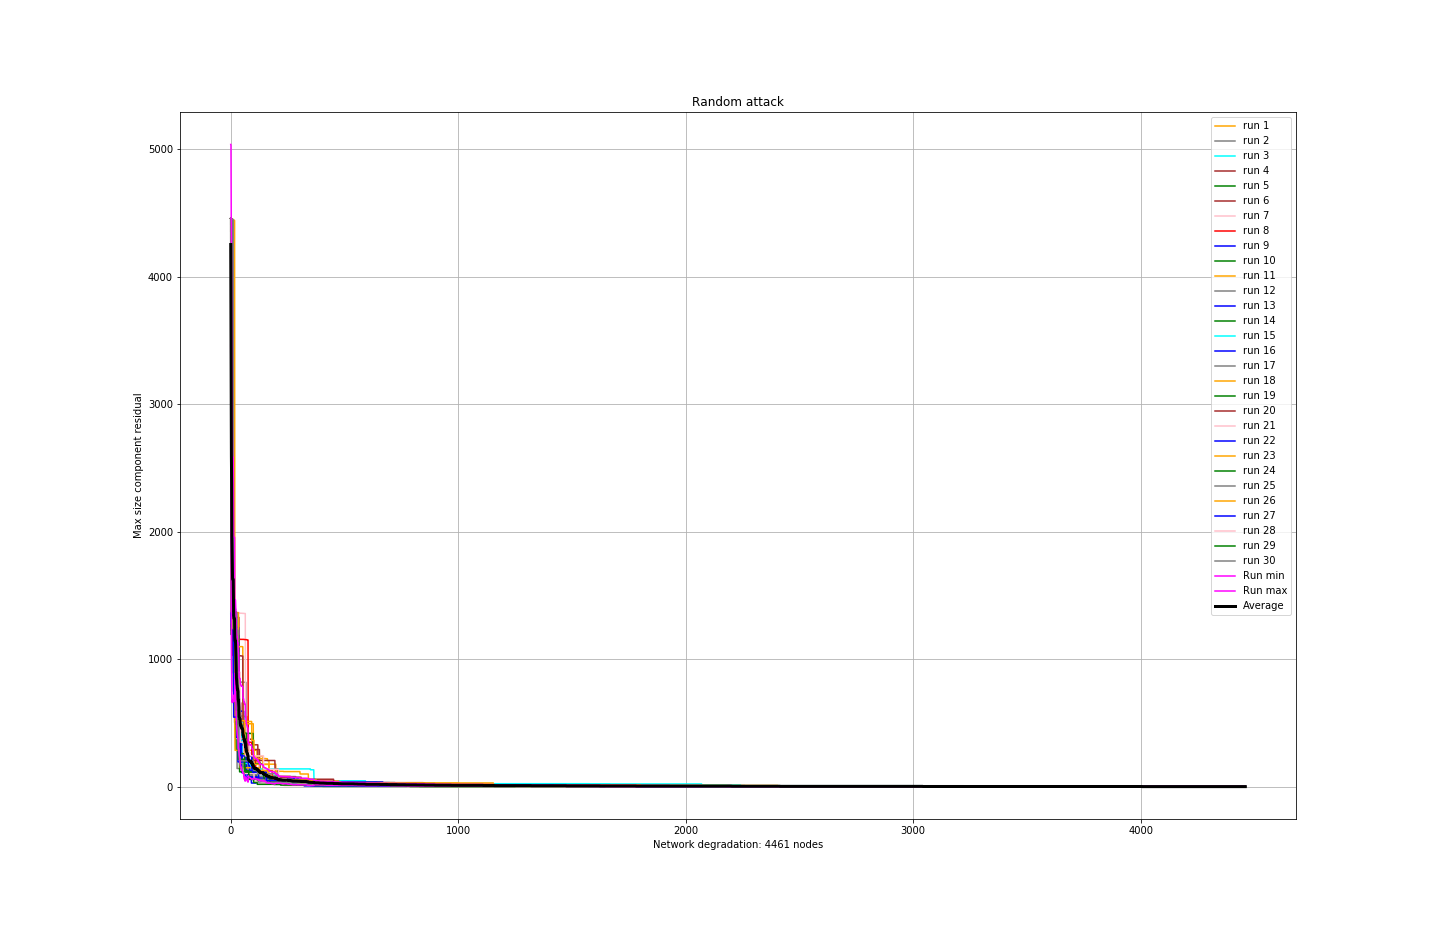 Random attack
Max size component residual
5000
4000
3000
2000
1000
0
0 1000 2000 3000 4000
Network degradation: 4461 nodes
run 1
run 2
run 3
run 4
run 5
run 6
run 7
run 8
run 9
run 10
run 11
run 12
run 13
run 14
run 15
run 16
run 17
run 18
run 19
run 20
run 21
run 22
run 23
run 24
run 25
run 26
run 27
run 28
run 29
run 30
Run min
Run max
Average